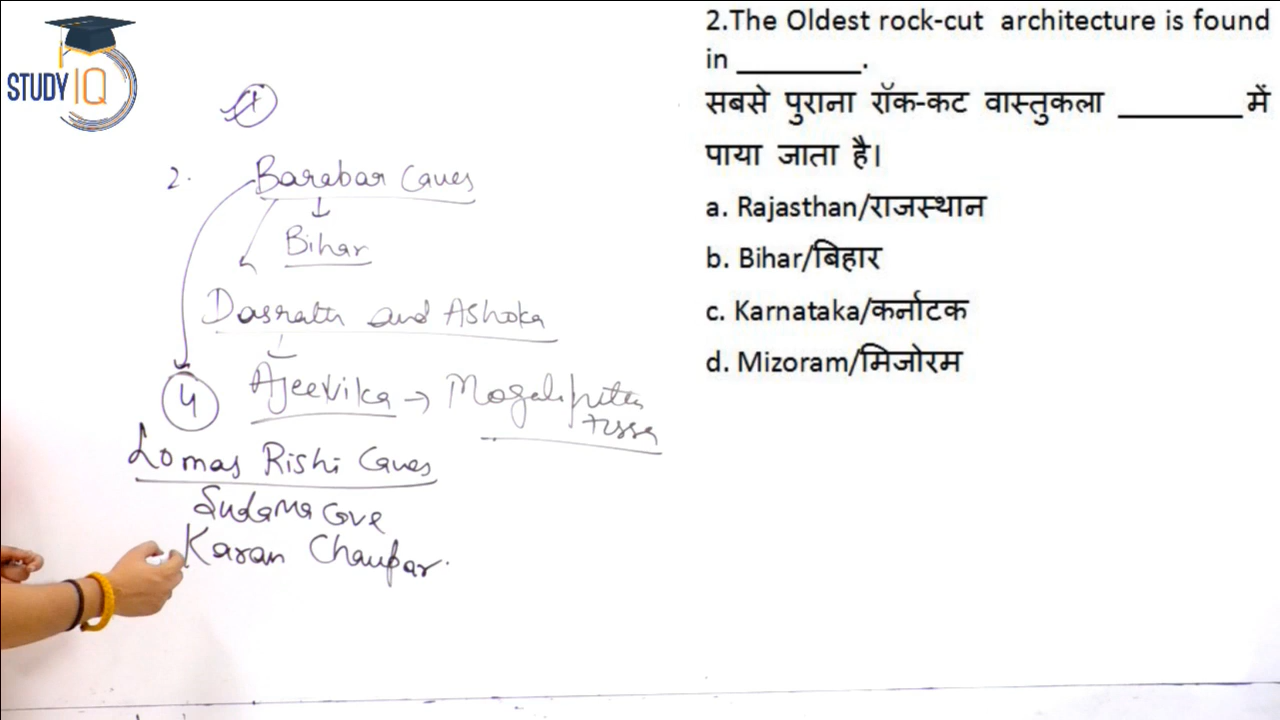 STUDY IQ
2.The Oldest rock-cut architecture is found
in ________.
सबसे पुराना रॉक-कट वास्तुकला ________ में
पाया जाता है।
a. Rajasthan/राजस्थान
b. Bihar/बिहार
c. Karnataka/कर्नाटक
d. Mizoram/मिजोरम
2. Barabar Caves
Bihar
Dasrath and Ashoka
4 Ajeevika → Mogaliputta
tissa
Lomas Rishi Caves
Sudama Cave
Karan Chaupar.